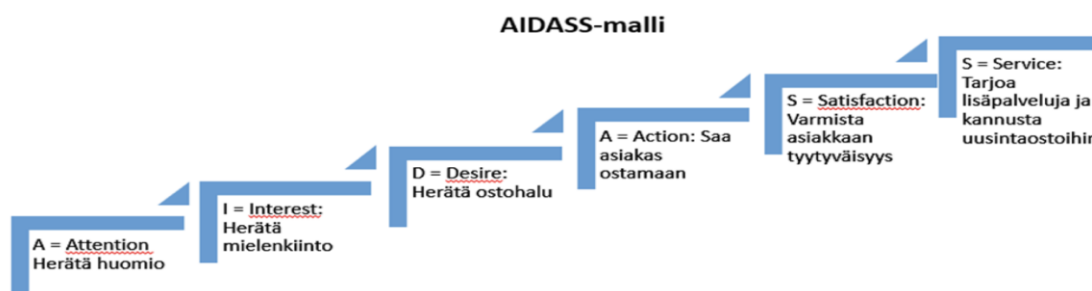 AIDASS-malli
A = Attention
Herätä huomio
I = Interest:
Herätä
mielenkiinto
D = Desire:
Herätä ostohalu
A = Action: Saa
asiakas
ostamaan
S = Satisfaction:
Varmista
asiakkaan
tyytyväisyys
S = Service:
Tarjoa
lisäpalveluja ja
kannusta
uusintaostoihin